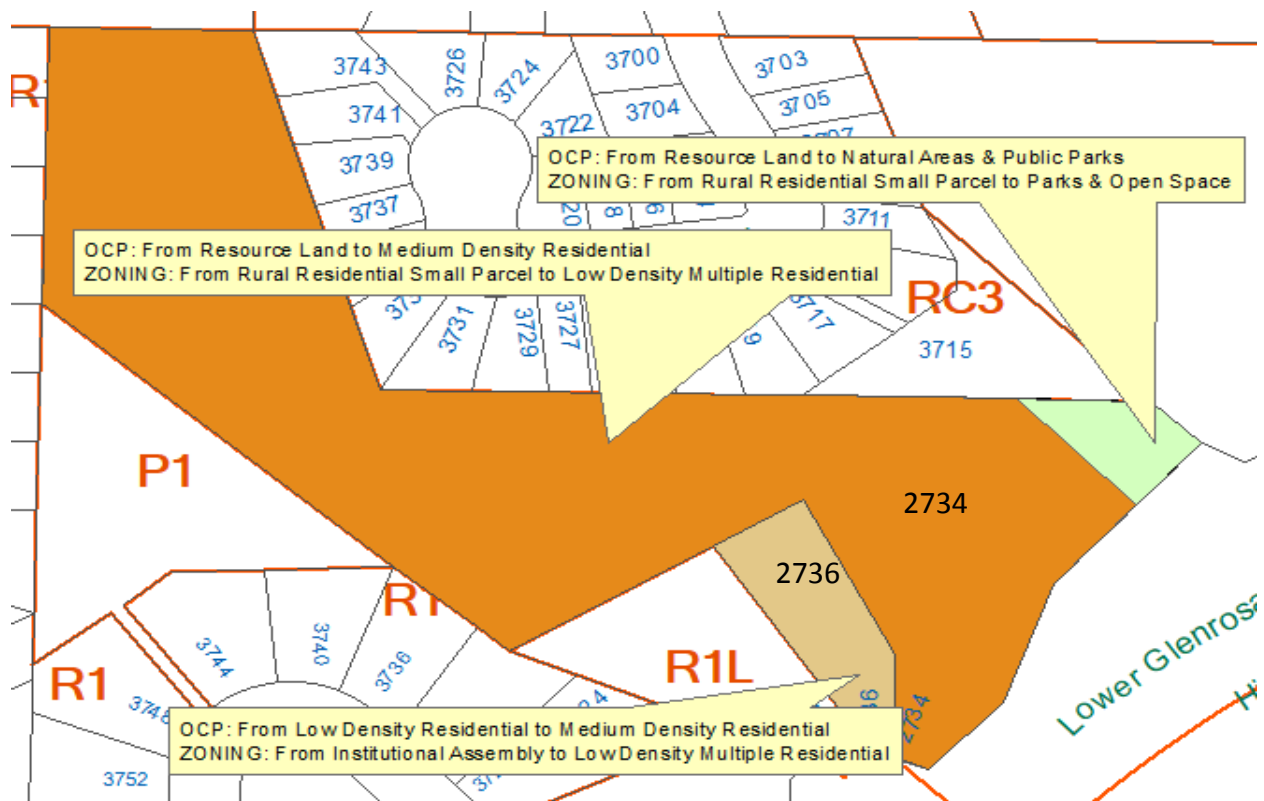 3743
3726
3724
3700
3703
3741
3704
3705
3722
3739
OCP: From Resource Land to Natural Areas & Public Parks
ZONING: From Rural Residential Small Parcel to Parks & Open Space
3737
3711
OCP: From Resource Land to Medium Density Residential
ZONING: From Rural Residential Small Parcel to Low Density Multiple Residential
RC3
3731
3729
3727
3717
3715
P1
2734
2736
R1
3744
3740
3736
R1L
R1
Lower Glenrosa
2734
OCP: From Low Density Residential to Medium Density Residential
ZONING: From Institutional Assembly to Low Density Multiple Residential
3752